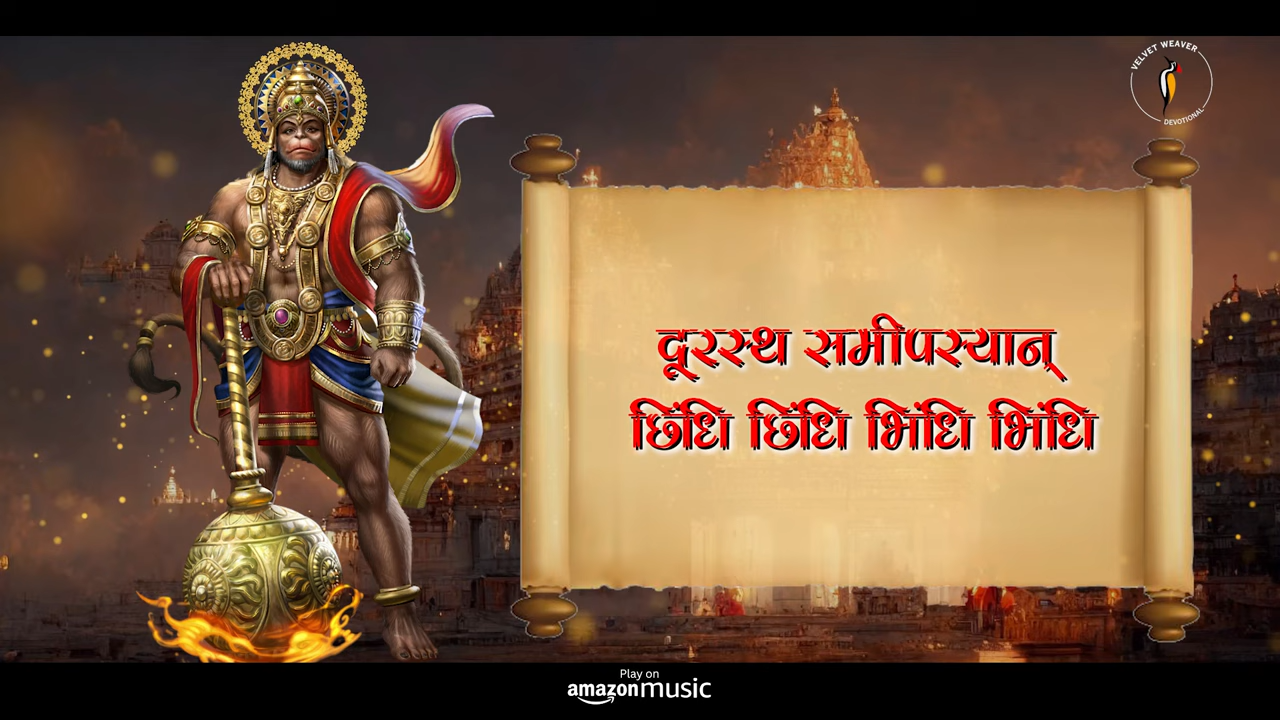 VELVET WEAVER
DEVOTIONAL
दूरस्थ समीपस्यान्
छिंधि छिंधि भिंधि भिंधि
Play on
amazon music